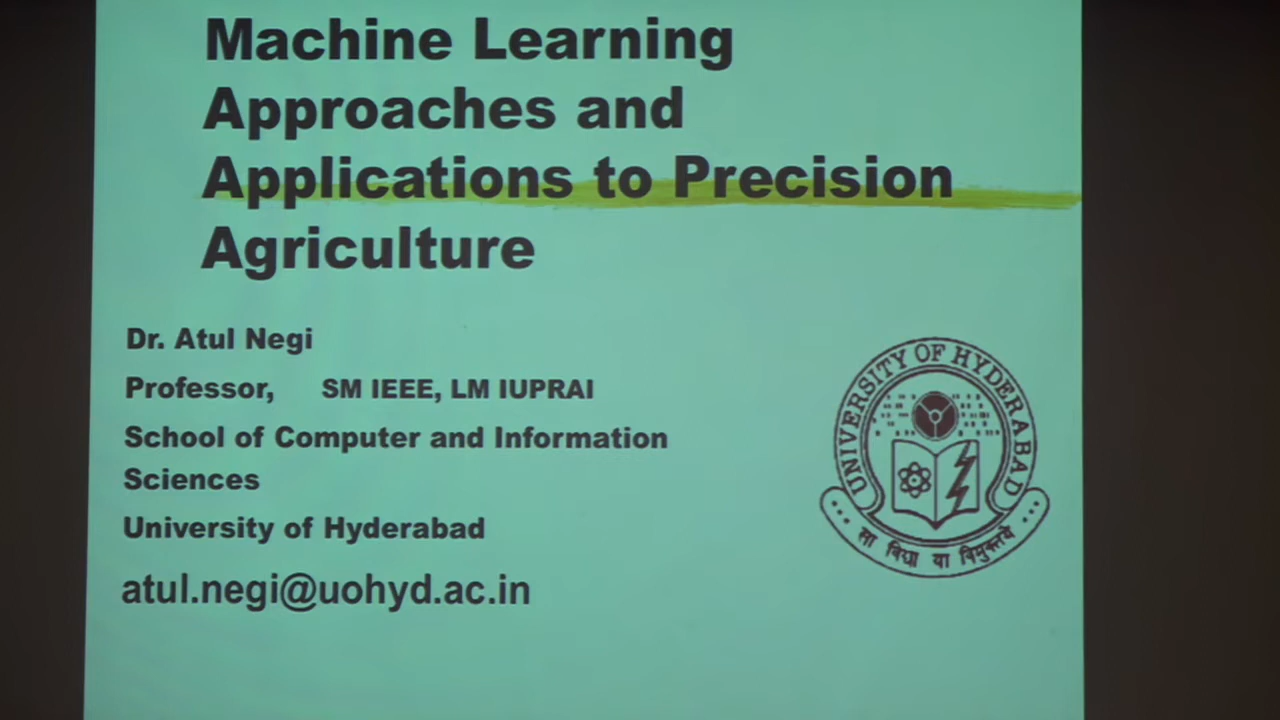 Machine Learning
Approaches and
Applications to Precision
Agriculture
Dr. Atul Negi
Professor, SM IEEE, LM IUPRAI
School of Computer and Information
Sciences
University of Hyderabad
atul.negi@uohyd.ac.in
UNIVERSITY OF HYDERABAD
सा विद्या या विमुक्तये